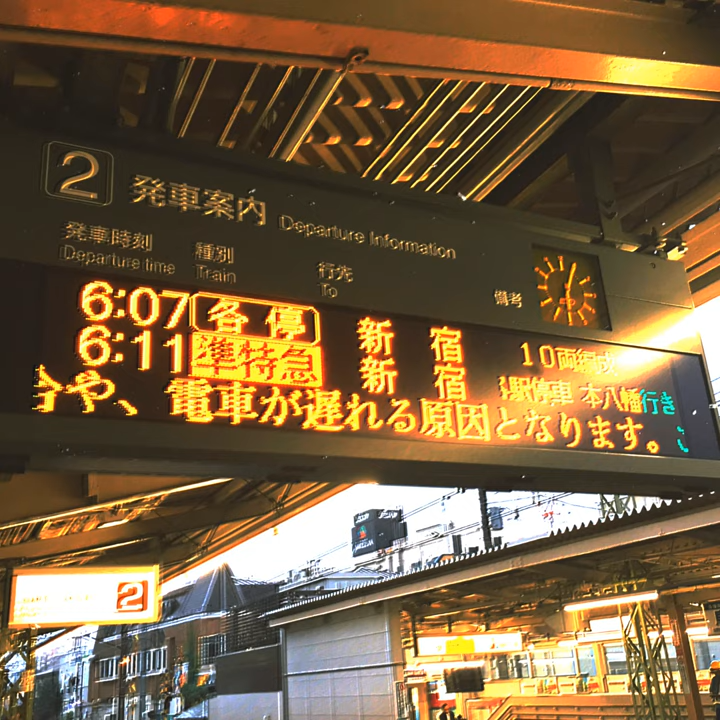 2 発車案内 Departure Information
発車時刻 種別 行先 備考
Departure time Train To
6:07 各停 新宿 10両編成
6:11 準特急 新宿 駅停車 本八幡行き
や、電車が遅れる原因となります。
2